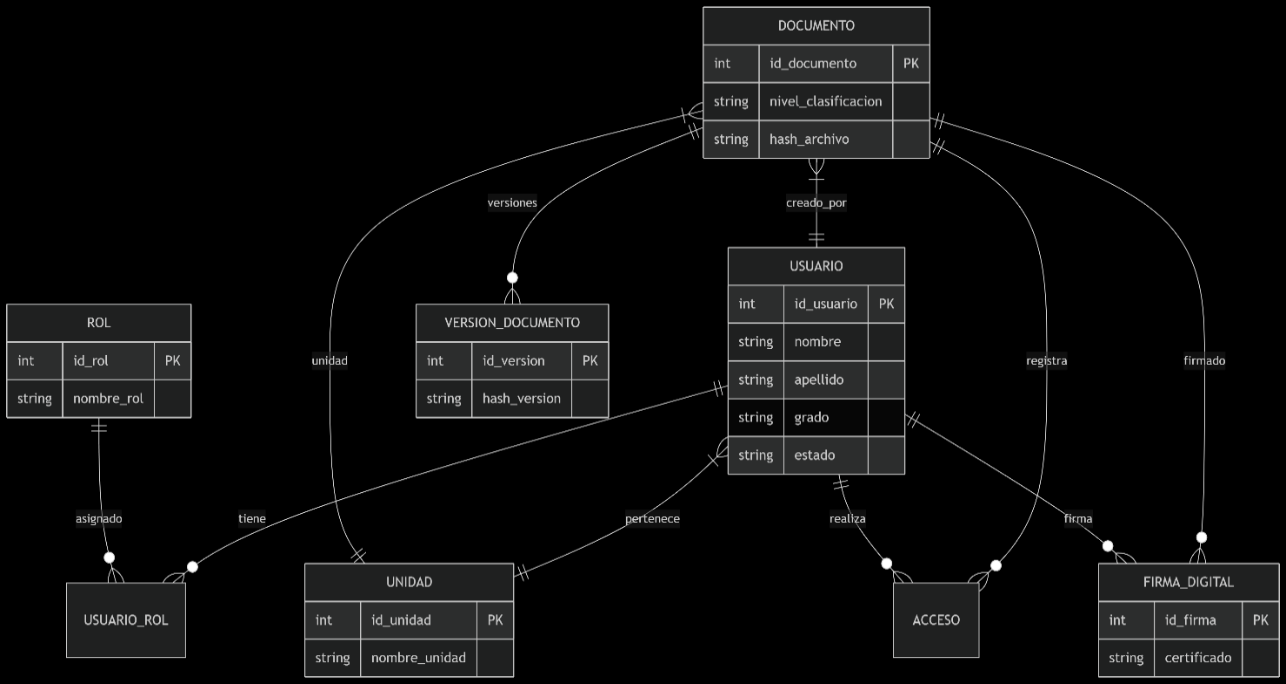 DOCUMENTO
int id_documento PK
string nivel_clasificacion
string hash_archivo
versiones
creado_por
USUARIO
int id_usuario PK
string nombre
string apellido
string grado
string estado
ROL
int id_rol PK
string nombre_rol
VERSION_DOCUMENTO
int id_version PK
string hash_version
unidad
registra
firmado
asignado
tiene
pertenece
realiza
firma
USUARIO_ROL
UNIDAD
int id_unidad PK
string nombre_unidad
ACCESO
FIRMA_DIGITAL
int id_firma PK
string certificado